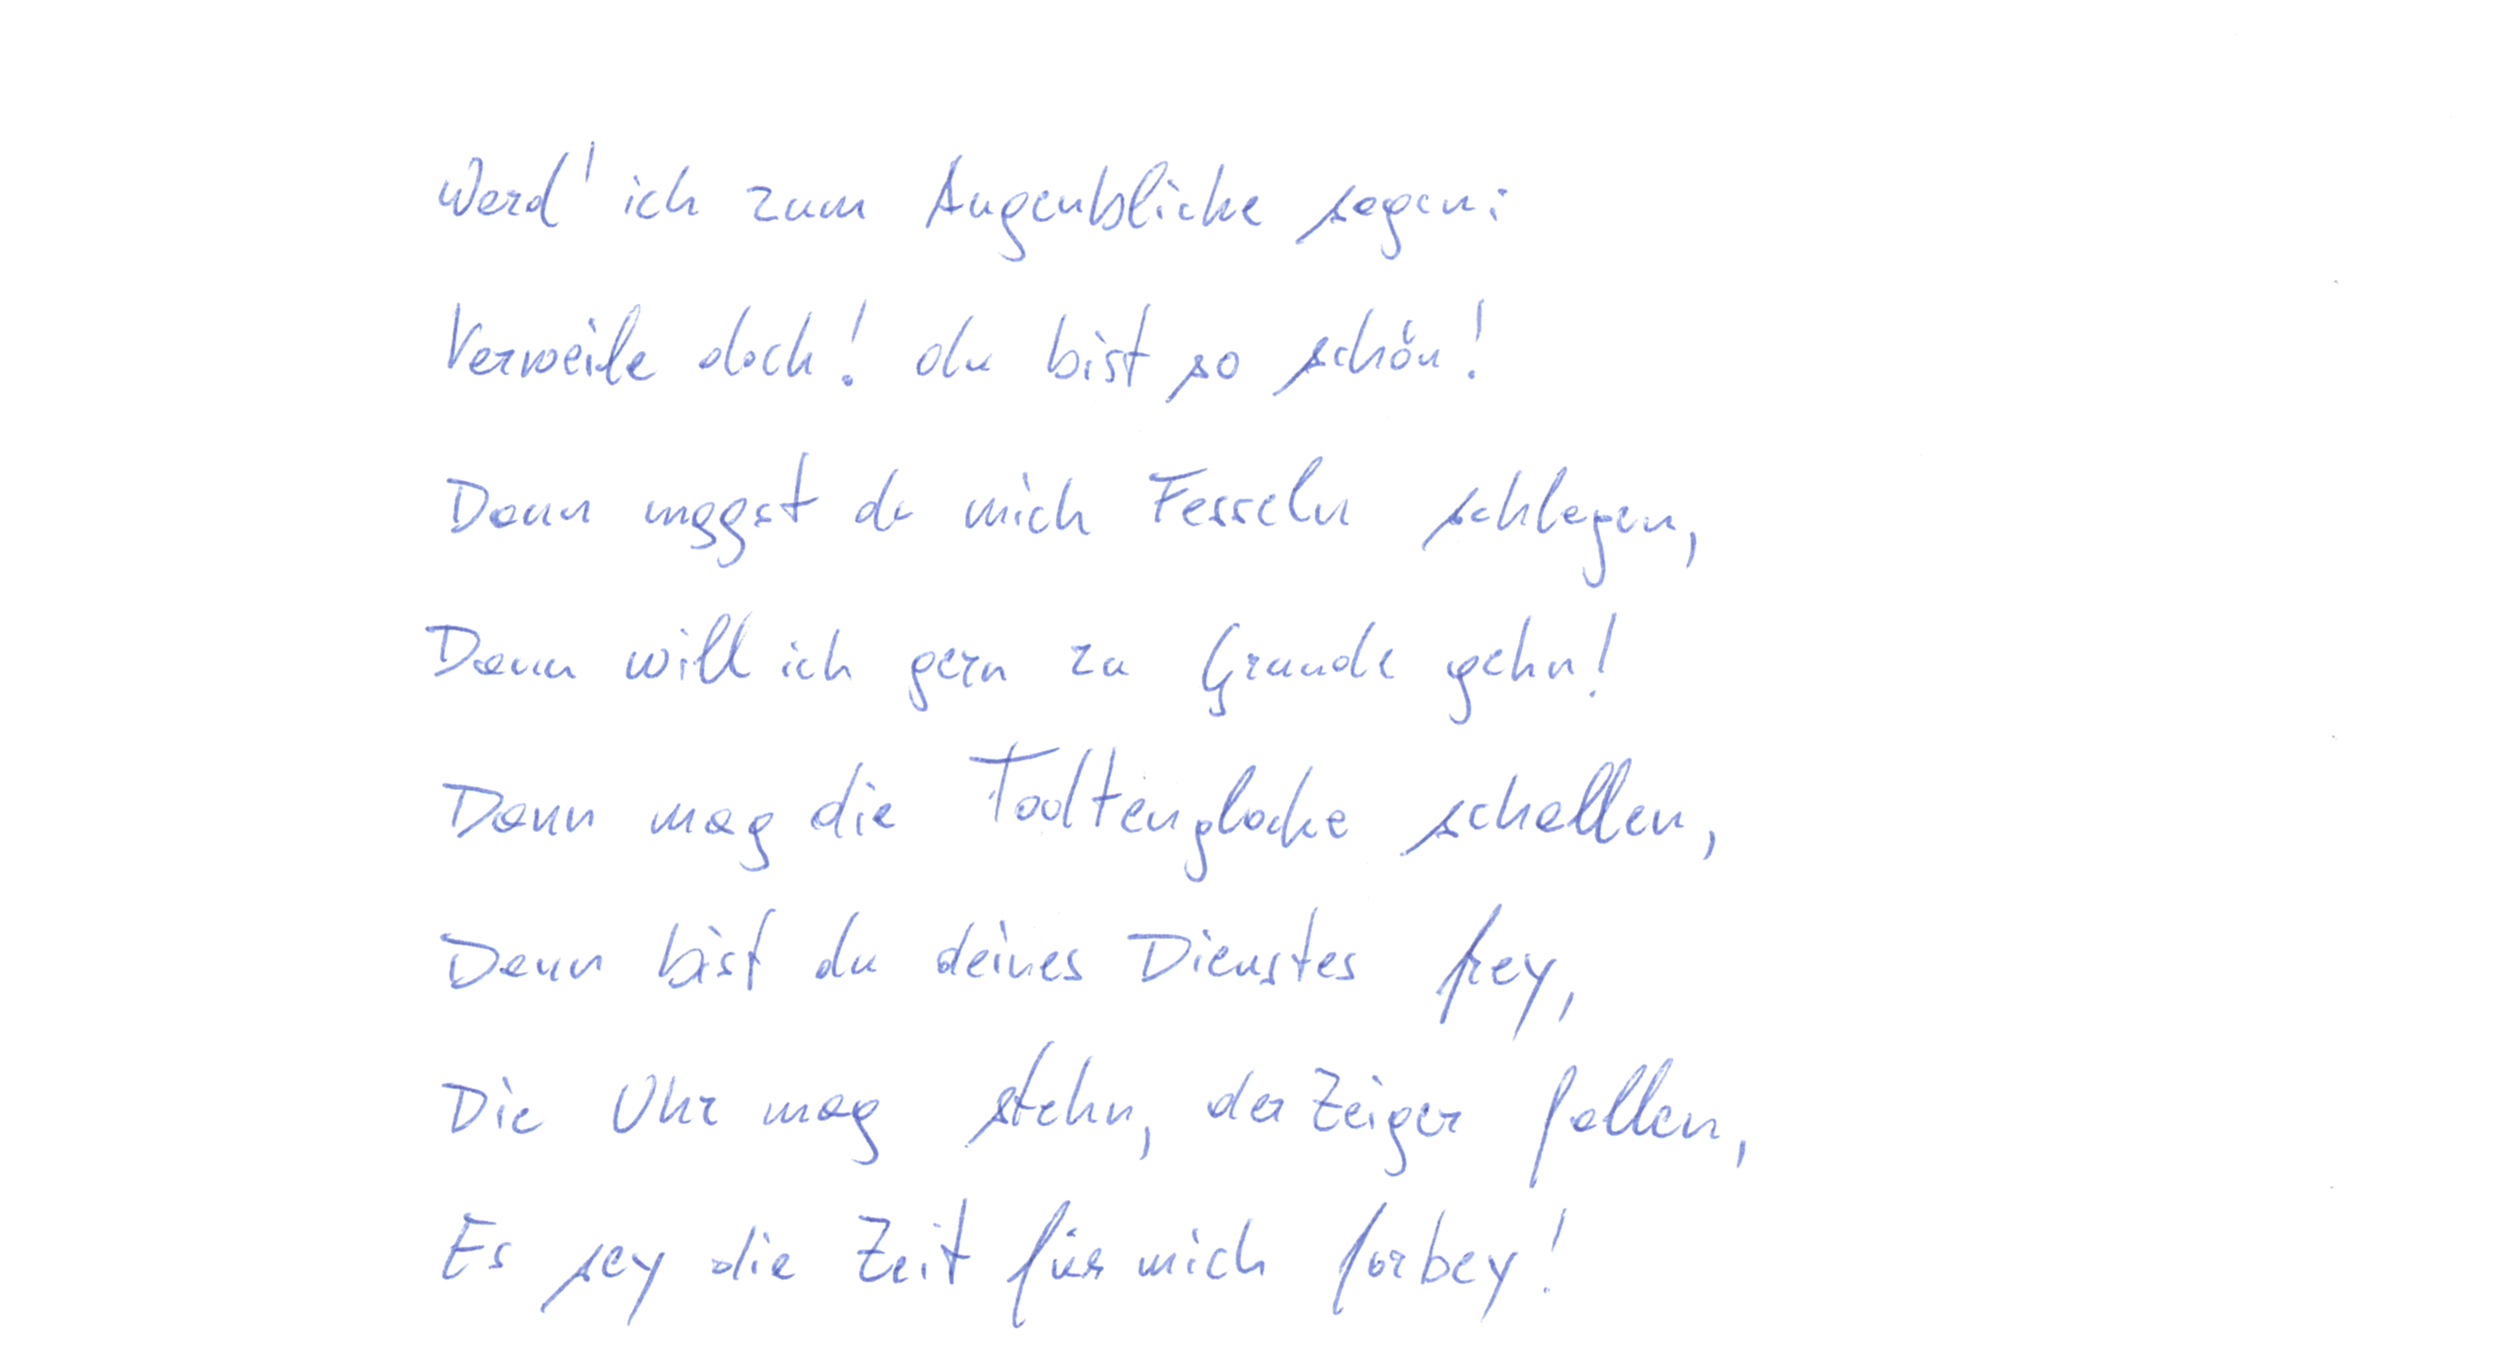 Werd' ich zum Augenblicke sagen:
Verweile doch! du bist so schön!
Dann magst du mich Fesseln schlagen,
Dann will ich gern zu Grunde gehn!
Dann mag die Todtenglocke schallen,
Dann bist du deines Dienstes frey,
Die Uhr mag stehn, der Zeiger fallen,
Es sey die Zeit für mich forbey!